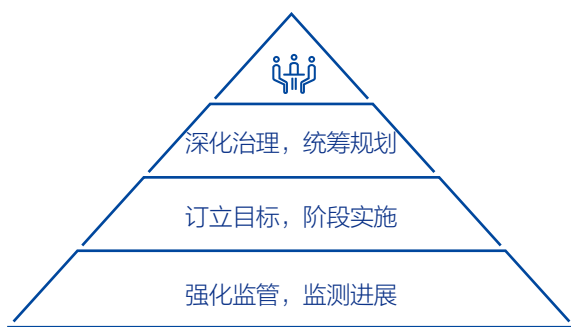 深化治理，统筹规划
订立目标，阶段实施
强化监管，监测进展